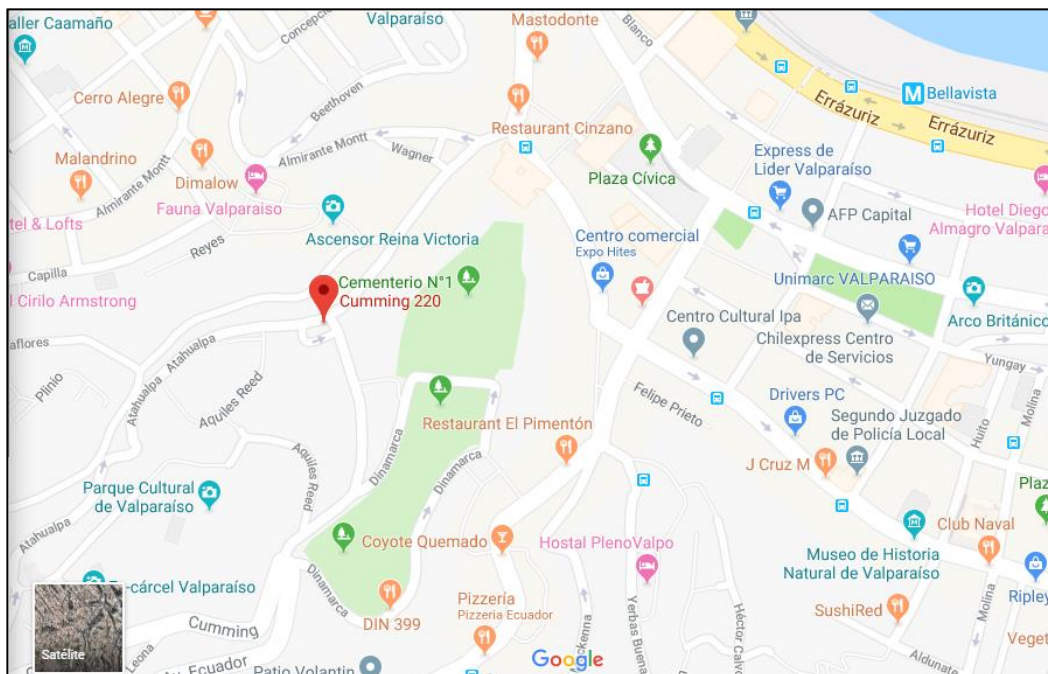 aller Caamaño
Concepción
Valparaíso
Mastodonte
Blanco
Cerro Alegre
Beethoven
Errázuriz
Bellavista
Errázuriz
Restaurant Cinzano
Malandrino
Almirante Montt
Wagner
Plaza Cívica
Express de
Lider Valparaíso
Dimalow
Almirante Montt
Fauna Valparaiso
AFP Capital
Hotel Diego
Almagro Valpara
tel & Lofts
Reyes
Ascensor Reina Victoria
Centro comercial
Expo Hites
Capilla
Cementerio N°1
Cumming 220
Unimarc VALPARAISO
l Cirilo Armstrong
Centro Cultural Ipa
Arco Británico
Chilexpress Centro
de Servicios
aflores
Atahualpa
Yungay
Plinio
Atahualpa
Aquiles Reed
Felipe Prieto
Drivers PC
Molina
Huito
Restaurant El Pimentón
Segundo Juzgado
de Policía Local
Dinamarca
Dinamarca
J Cruz M
Aquiles Reed
Parque Cultural
de Valparaíso
Plaz
Club Naval
Atahualpa
Coyote Quemado
Hostal PlenoValpo
Museo de Historia
Natural de Valparaíso
Ripley
Dinamarca
cárcel Valparaíso
Pizzería
Pizzeria Ecuador
DIN 399
SushiRed
Molina
Cumming
Yerbas Buena
Héctor Calvo
Veget
Satélite
Leona
Av Ecuador
Patio Volantin
Google
ckenna
Aldunate